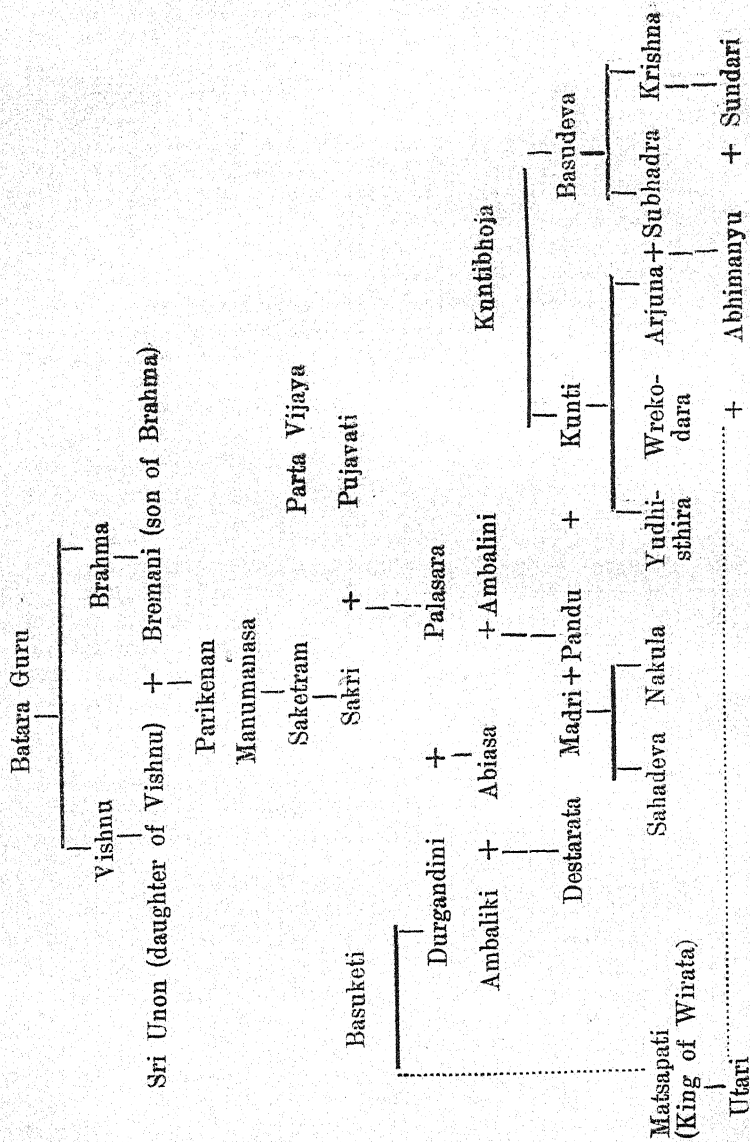 Batara Guru
Vishnu Brahma
Sri Unon (daughter of Vishnu) + Bremani (son of Brahma)
Parikenan
Manumanasa
Saketram Parta Vijaya
Sakri + Pujavati
Basuketi
Durgandini + Palasara
Ambaliki + Abiasa + Ambalini Kuntibhoja
Destarata Madri + Pandu + Kunti Basudeva
Sahadeva Nakula Yudhi- Wreko- Arjuna + Subhadra Krishna
Matsapati sthira dara
(King of Wirata)
Utari + Abhimanyu + Sundari